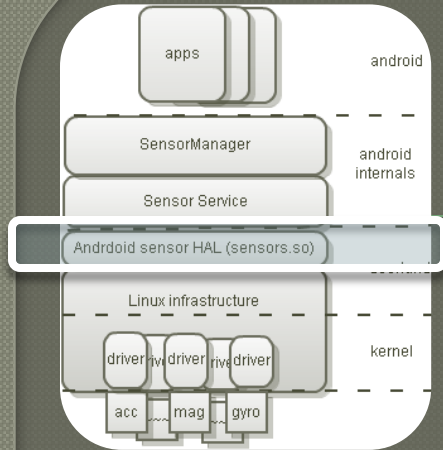 apps
android
SensorManager
android
internals
Sensor Service
Andrdoid sensor HAL (sensors.so)
Linux infrastructure
driver
driver
driver
kernel
acc
mag
gyro